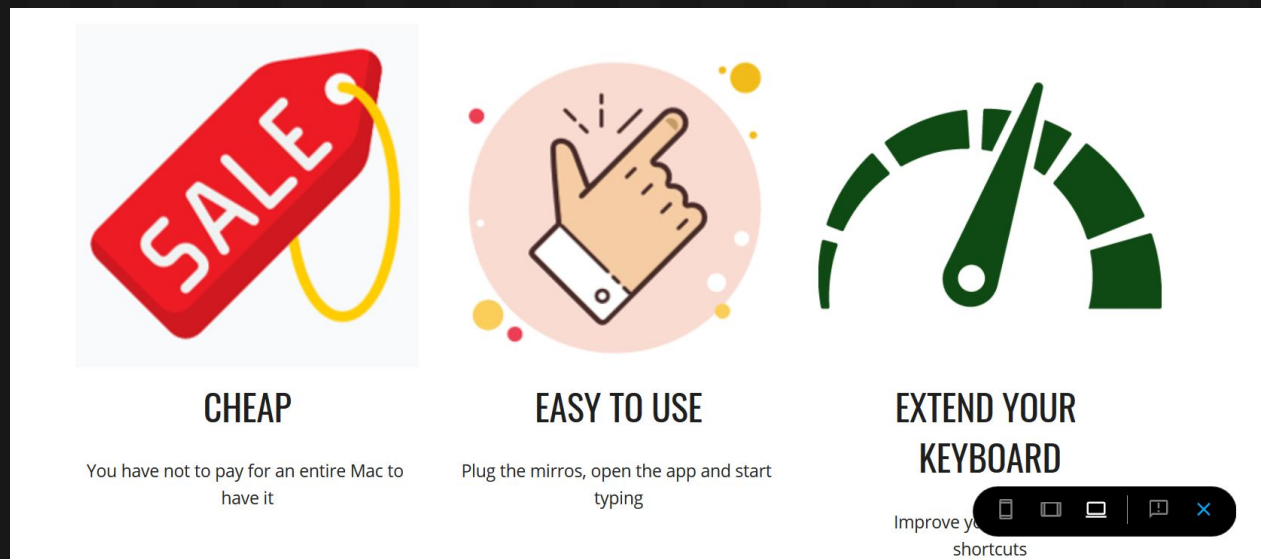 SALE
CHEAP
You have not to pay for an entire Mac to
have it
EASY TO USE
Plug the mirros, open the app and start
typing
EXTEND YOUR
KEYBOARD
Improve
shortcuts